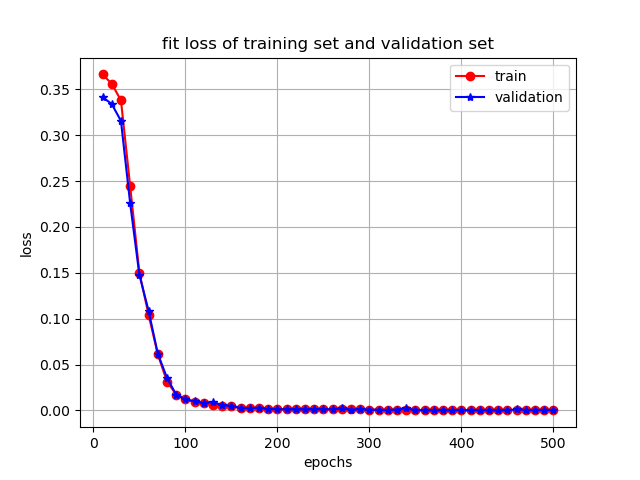 fit loss of training set and validation set
train
validation
loss
0.35
0.30
0.25
0.20
0.15
0.10
0.05
0.00
0 100 200 300 400 500
epochs